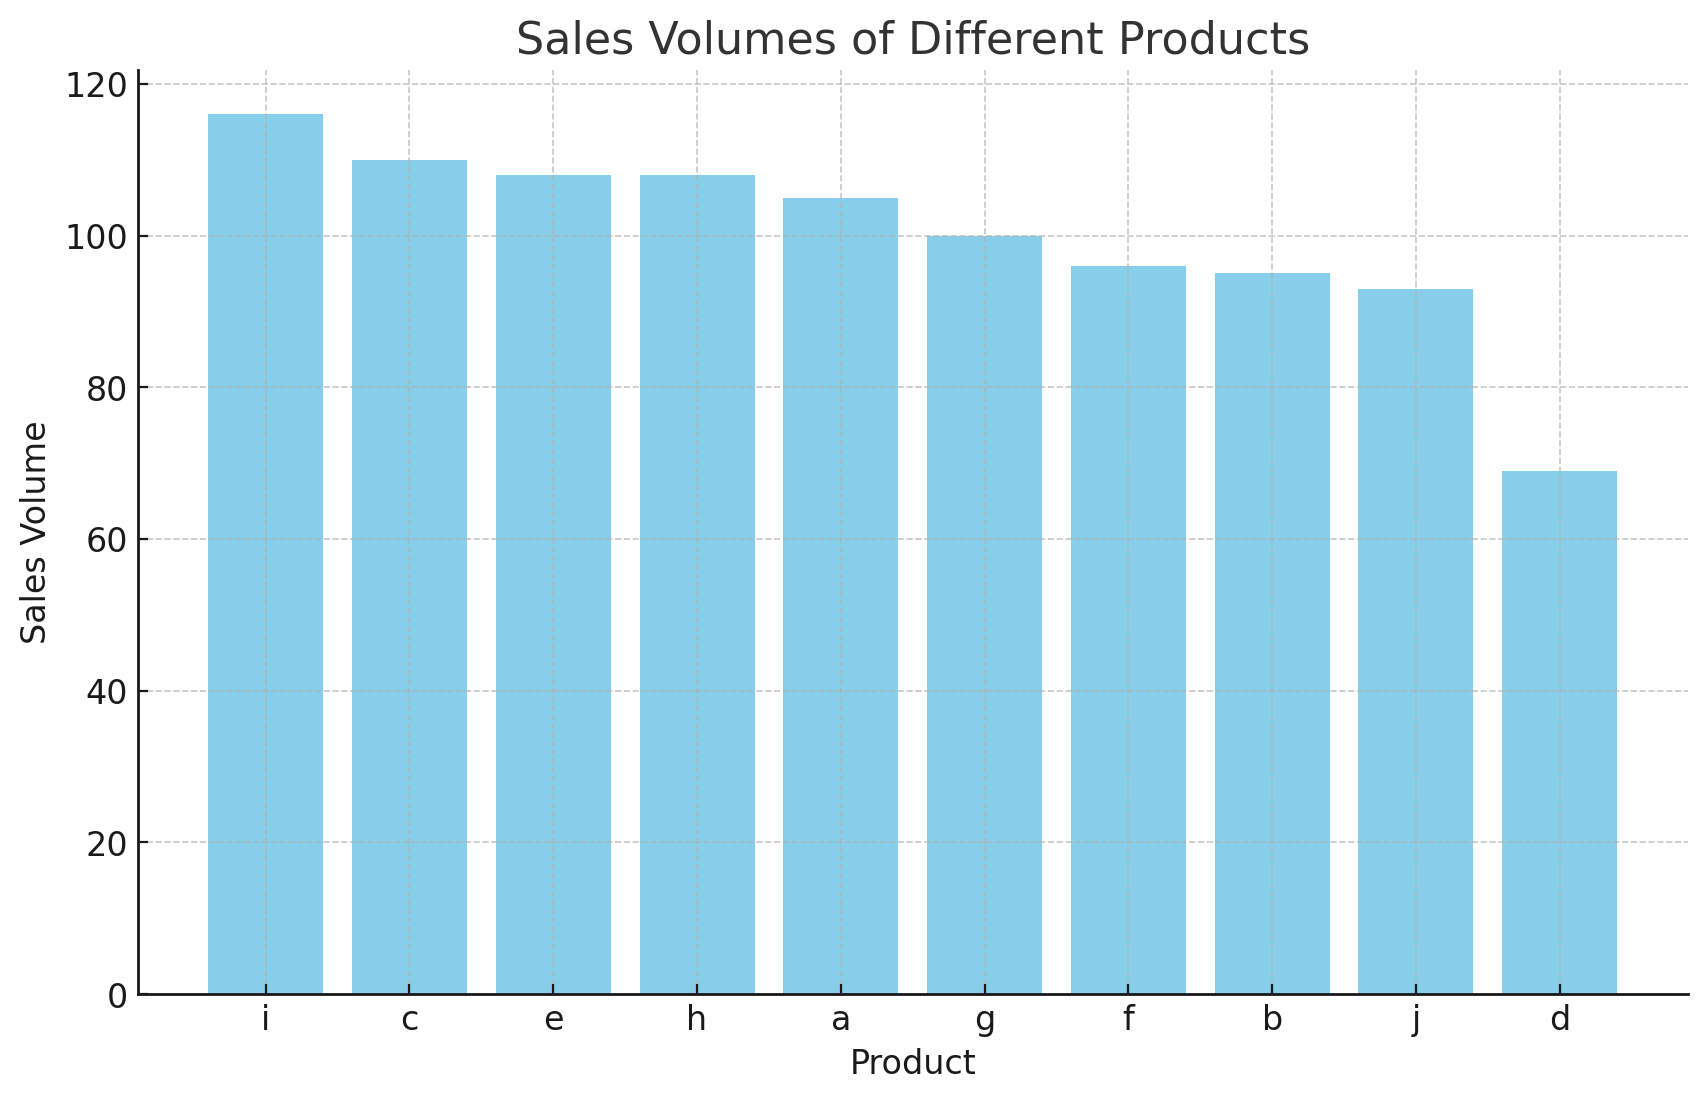 Sales Volumes of Different Products
120
100
80
60
40
20
0
Sales Volume
i c e h a g f b j d
Product